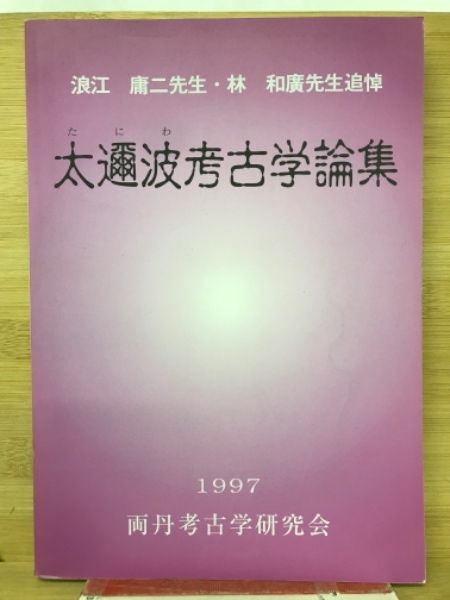 浪江　庸二先生・林　和廣先生追悼
たにわ
太邇波考古学論集
1997
両丹考古学研究会